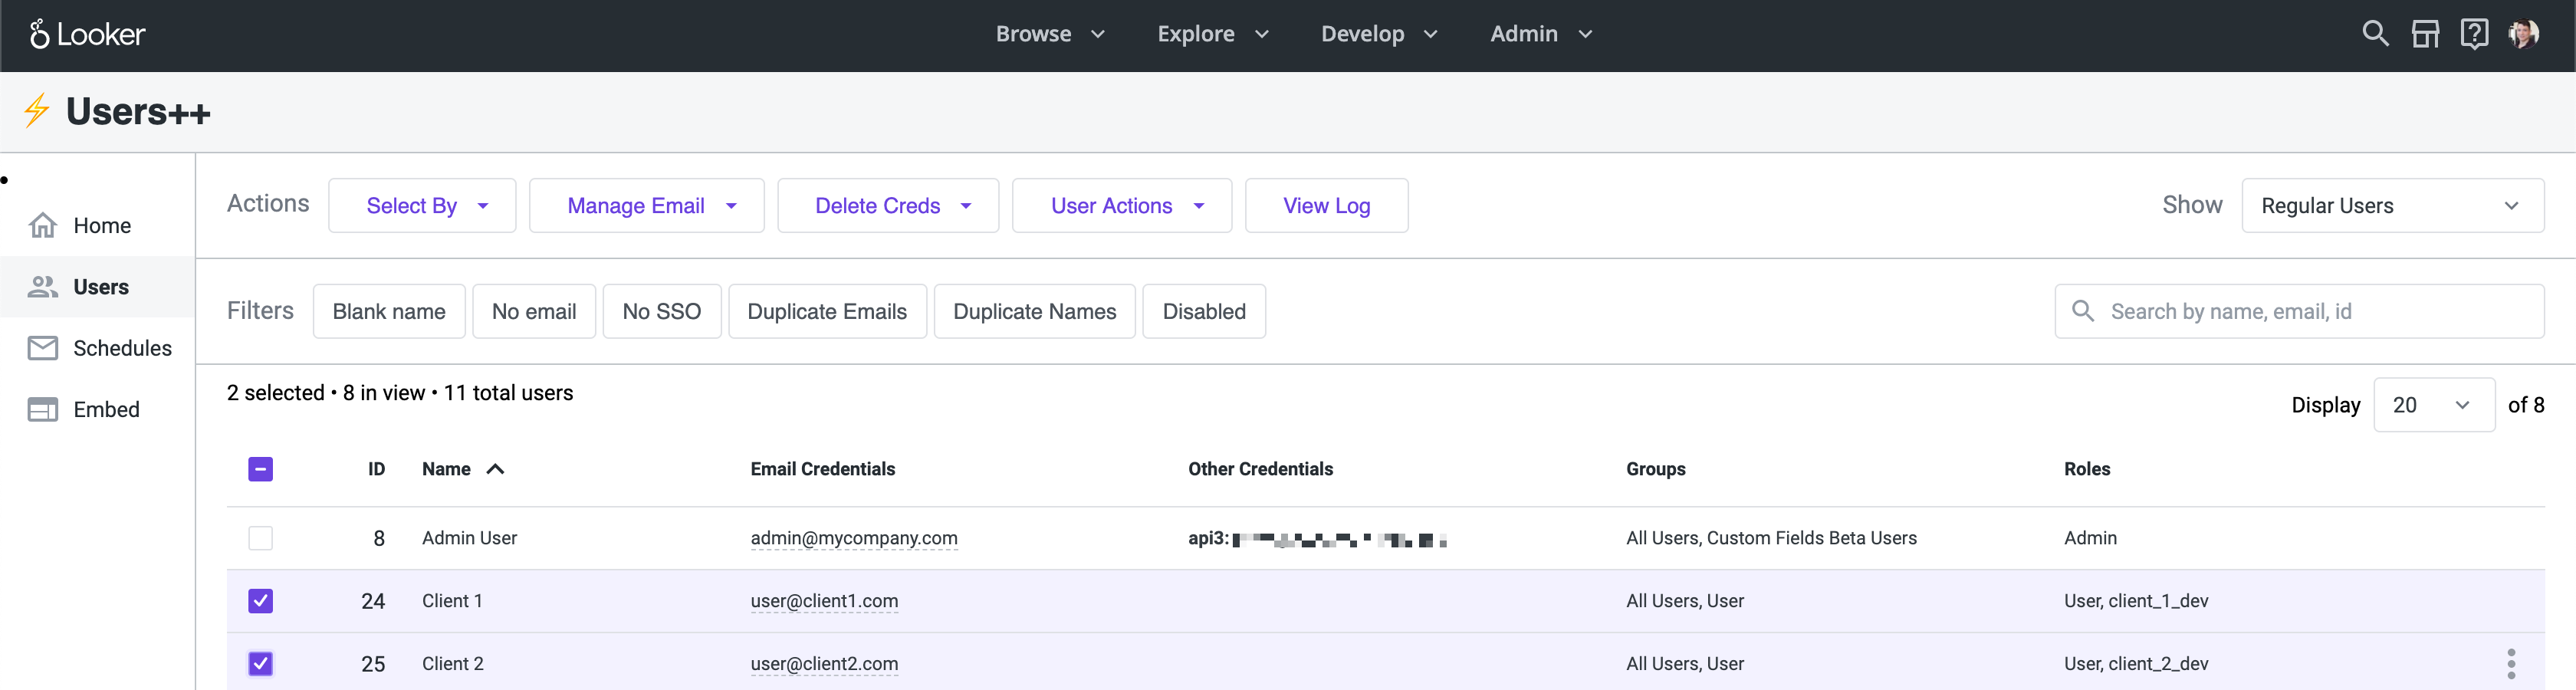 Looker Browse Explore Develop Admin
Users++
Home
Users
Schedules
Embed
Actions Select By Manage Email Delete Creds User Actions View Log Show Regular Users
Filters Blank name No email No SSO Duplicate Emails Duplicate Names Disabled Search by name, email, id
2 selected • 8 in view • 11 total users Display 20 of 8
ID Name Email Credentials Other Credentials Groups Roles
8 Admin User admin@mycompany.com api3: All Users, Custom Fields Beta Users Admin
24 Client 1 user@client1.com All Users, User User, client_1_dev
25 Client 2 user@client2.com All Users, User User, client_2_dev